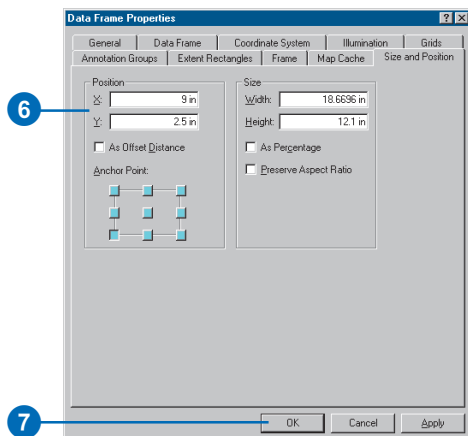 Data Frame Properties
General Data Frame Coordinate System Illumination Grids
Annotation Groups Extent Rectangles Frame Map Cache Size and Position
Position Size
6
X: 9 in Width: 18.6696 in
Y: 2.5 in Height: 12.1 in
As Offset Distance As Percentage
Anchor Point: Preserve Aspect Ratio
7
OK Cancel Apply